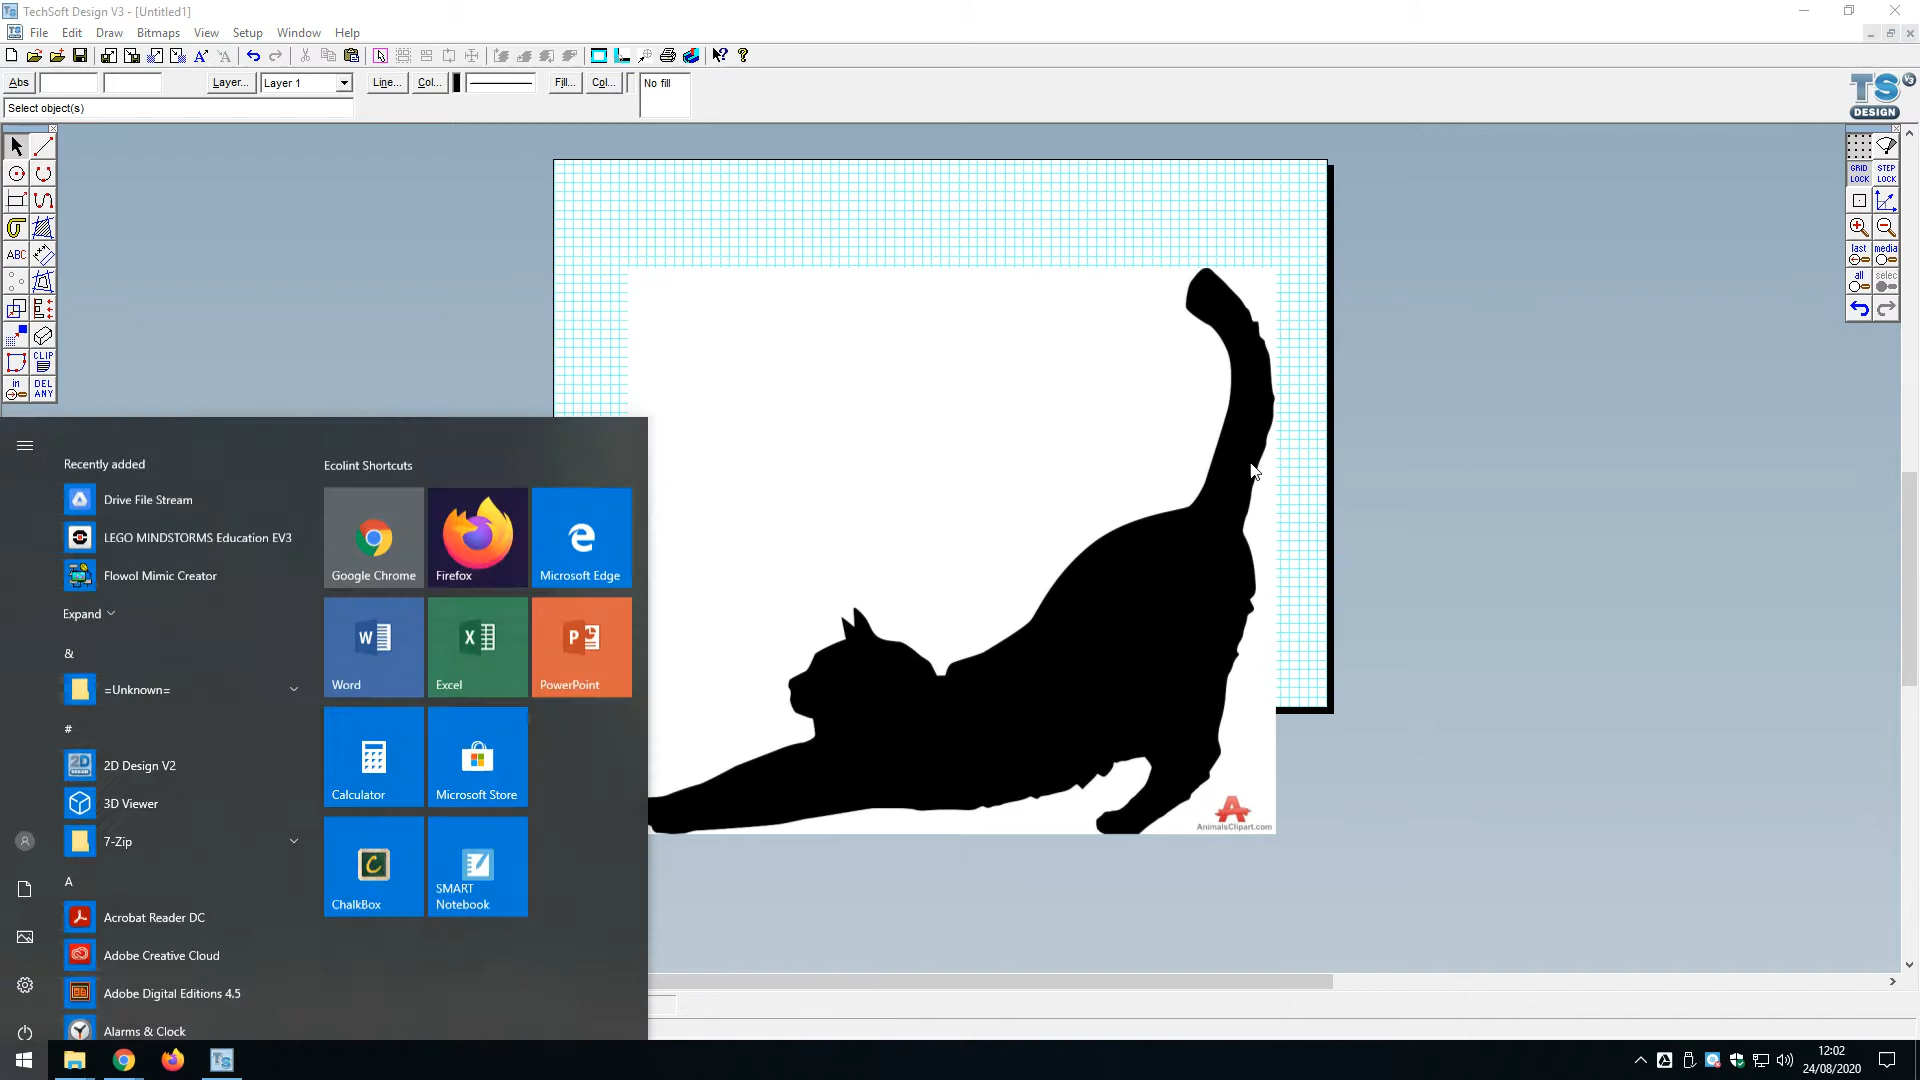 TechSoft Design V3 - [Untitled1]
File Edit Draw Bitmaps View Setup Window Help
Abs Layer... Layer 1 Line... Col... Fill... Col... No fill
Select object(s)
TS V3
DESIGN
GRID LOCK STEP LOCK
ABC
last media
all selec
CLIP
in DEL ANY
Recently added
Drive File Stream
LEGO MINDSTORMS Education EV3
Flowol Mimic Creator
Expand
&
=Unknown=
#
2D Design V2
3D Viewer
7-Zip
A
Acrobat Reader DC
Adobe Creative Cloud
Adobe Digital Editions 4.5
Alarms & Clock
Ecolint Shortcuts
Google Chrome Firefox Microsoft Edge
Word Excel PowerPoint
Calculator Microsoft Store
ChalkBox SMART Notebook
AnimalsClipart.com
12:02
24/08/2020